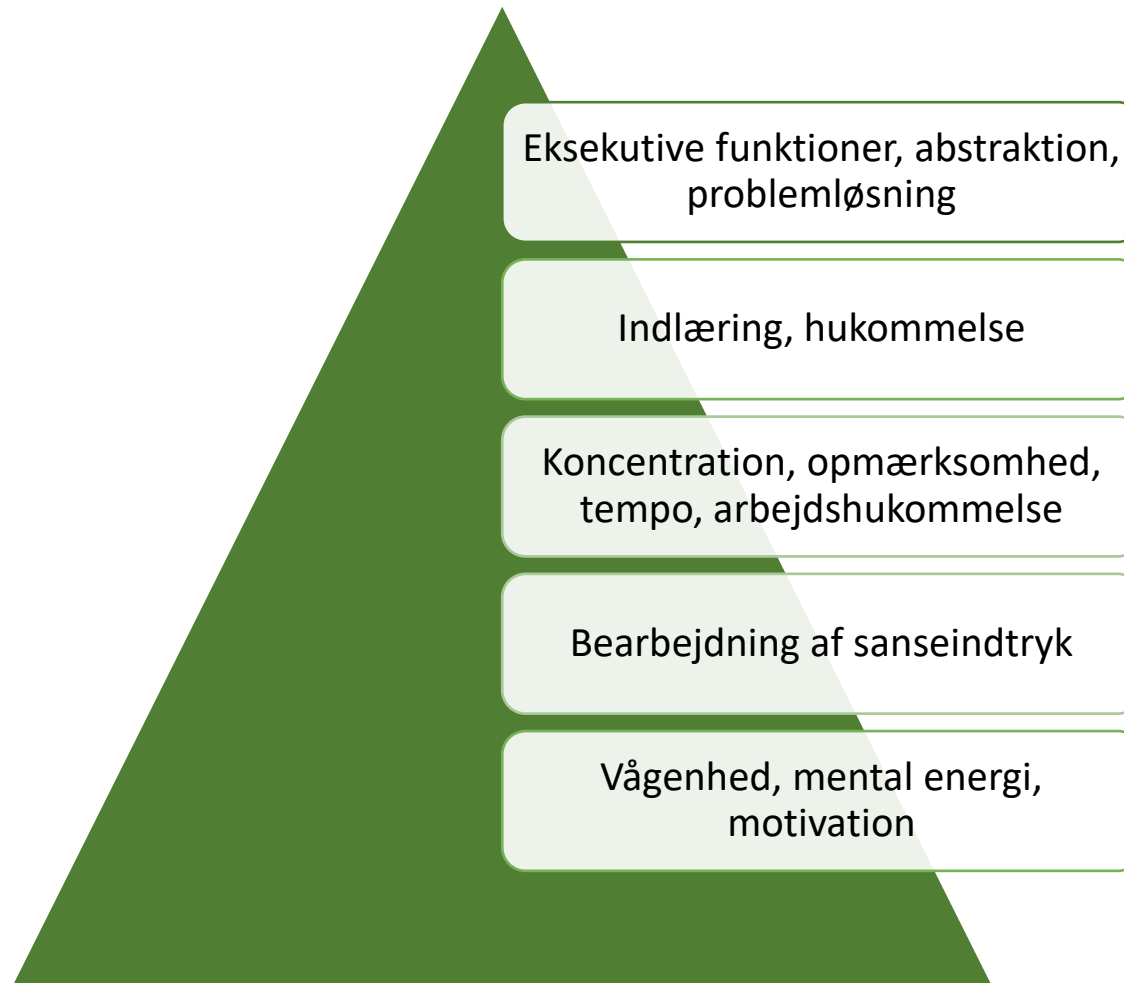 Eksekutive funktioner, abstraktion,
problemløsning
Indlæring, hukommelse
Koncentration, opmærksomhed,
tempo, arbejdshukommelse
Bearbejdning af sanseindtryk
Vågenhed, mental energi,
motivation